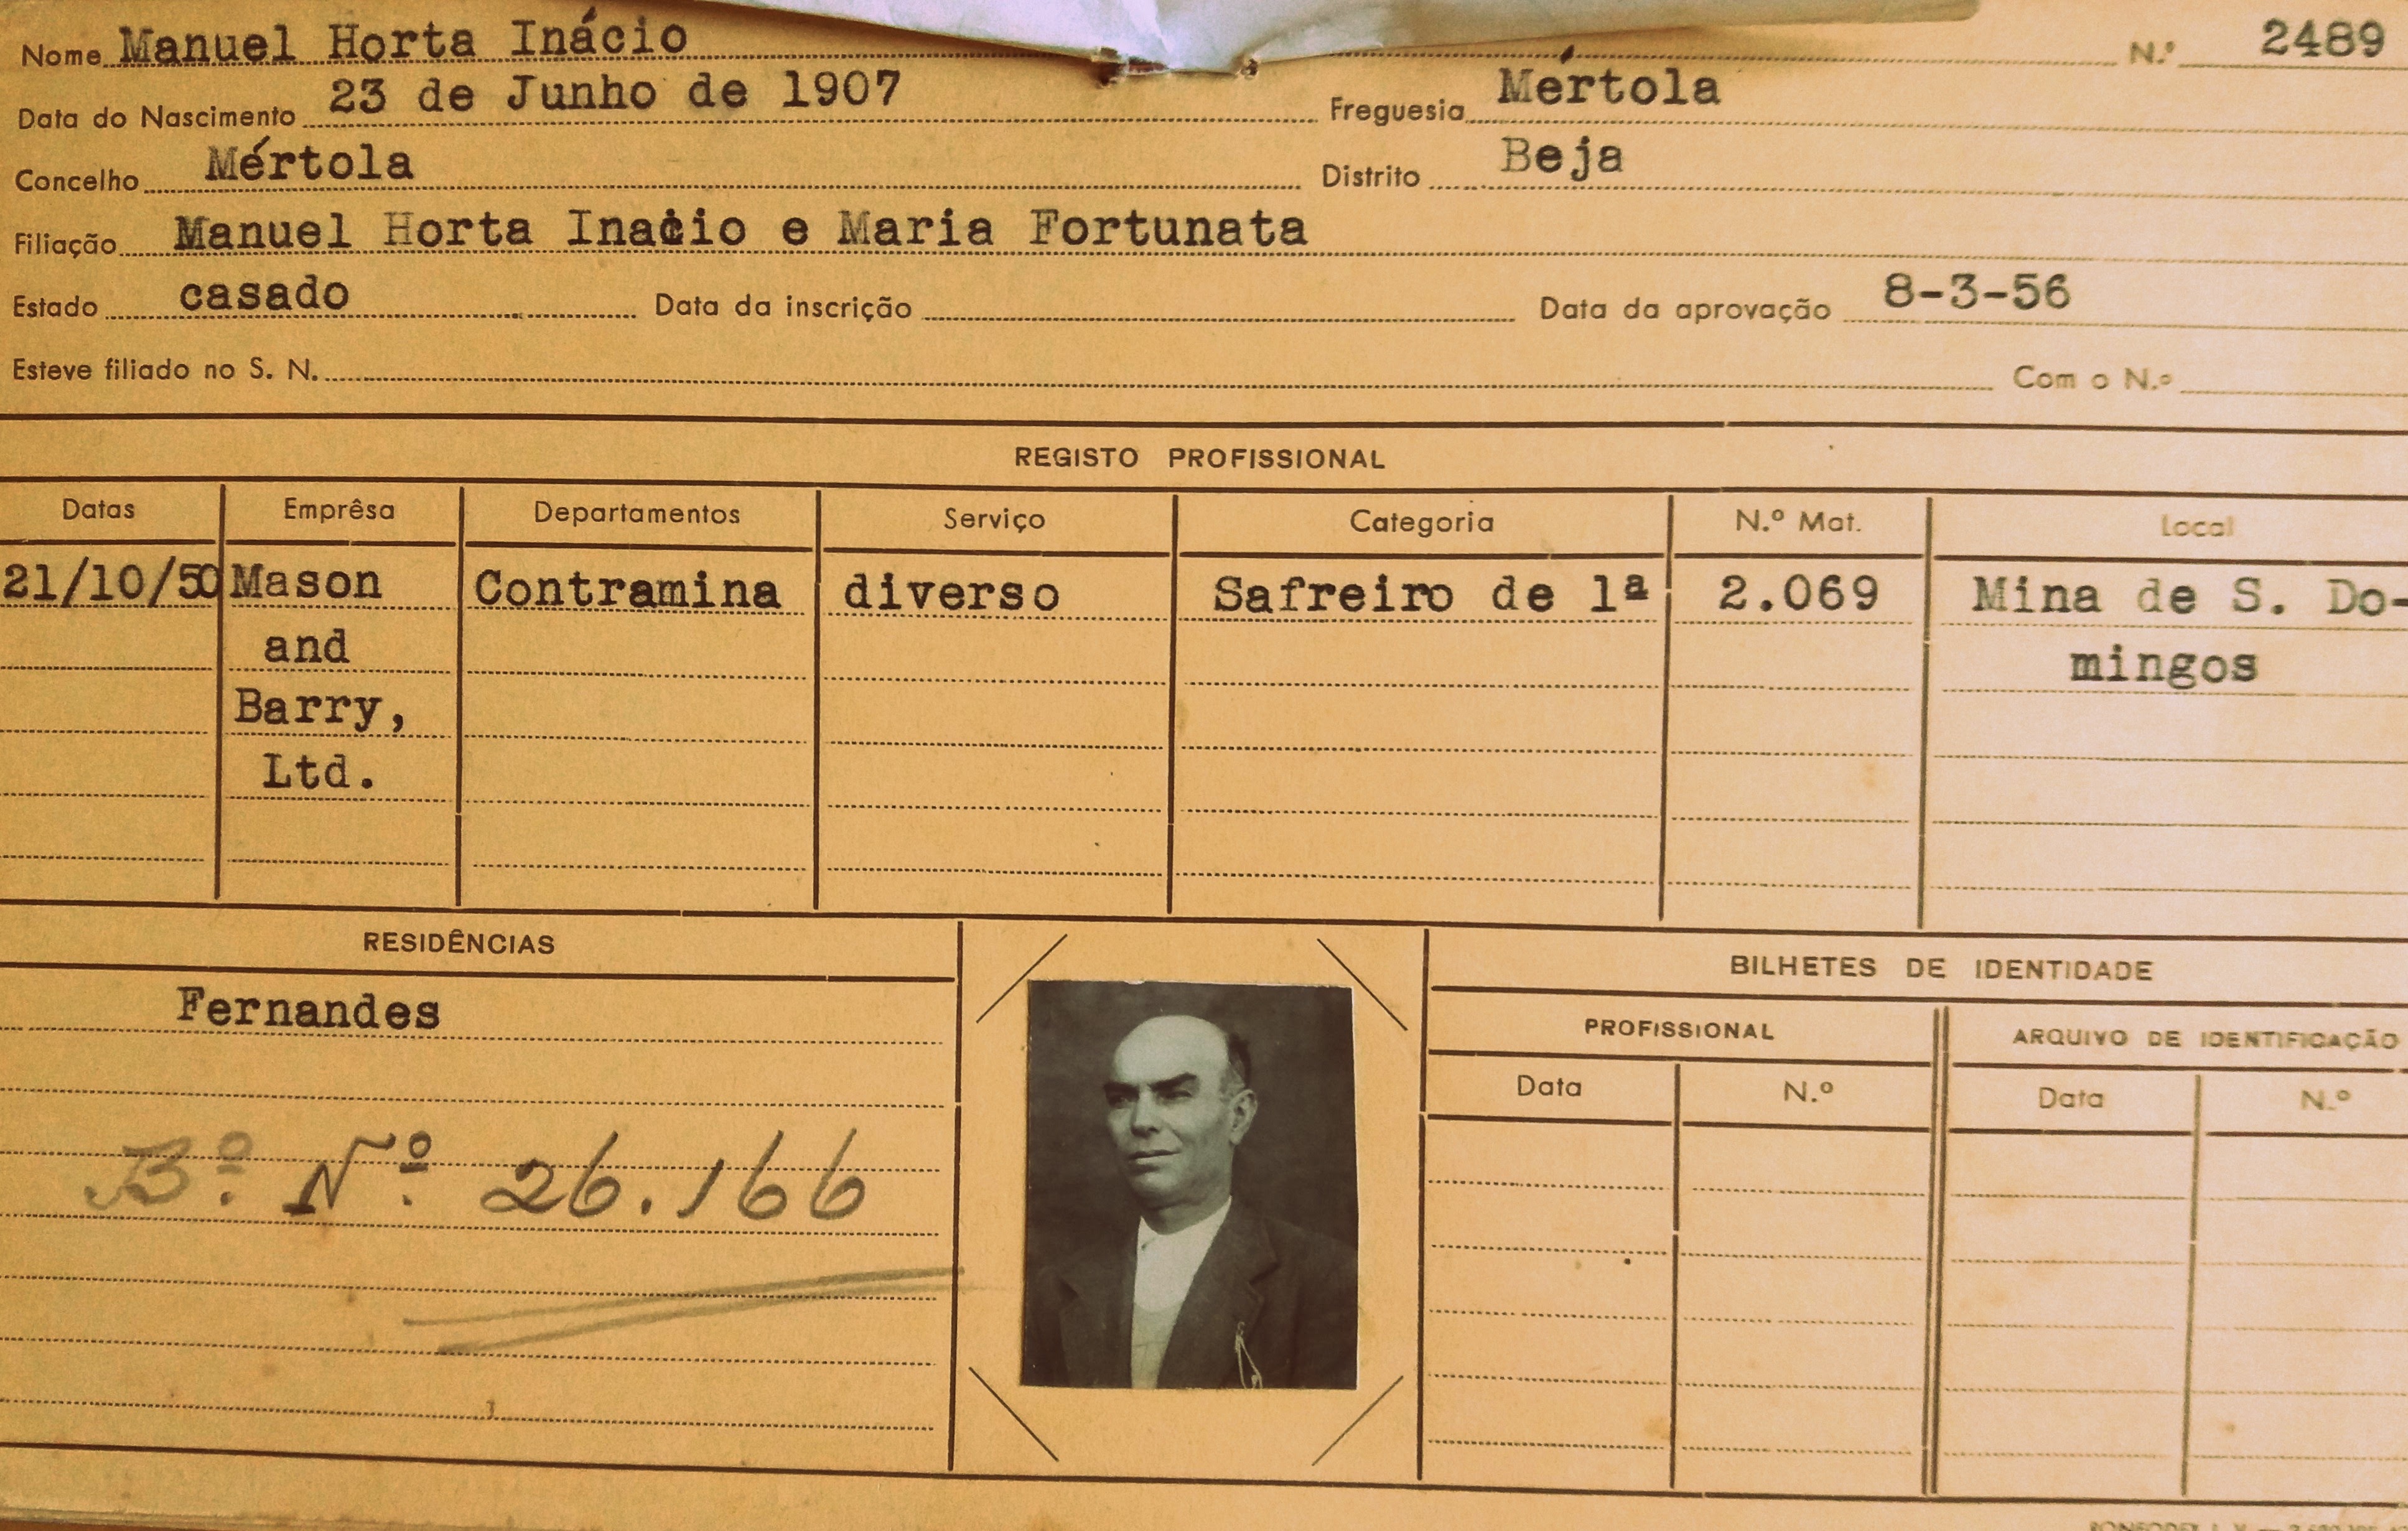 Nome Manuel Horta Inácio N.º 2489
Data do Nascimento 23 de Junho de 1907 Freguesia Mértola
Concelho Mértola Distrito Beja
Filiação Manuel Horta Inacio e Maria Fortunata
Estado casado Data da inscrição Data da aprovação 8-3-56
Esteve filiado no S. N. Com o N.º
REGISTO PROFISSIONAL
Datas Emprêsa Departamentos Serviço Categoria N.º Mat. Local
21/10/50 Mason Contramina diverso Safreiro de 1ª 2.069 Mina de S. Do-
and mingos
Barry,
Ltd.
RESIDÊNCIAS
Fernandes
B.º N.º 26.166
BILHETES DE IDENTIDADE
PROFISSIONAL ARQUIVO DE IDENTIFICAÇÃO
Data N.º Data N.º